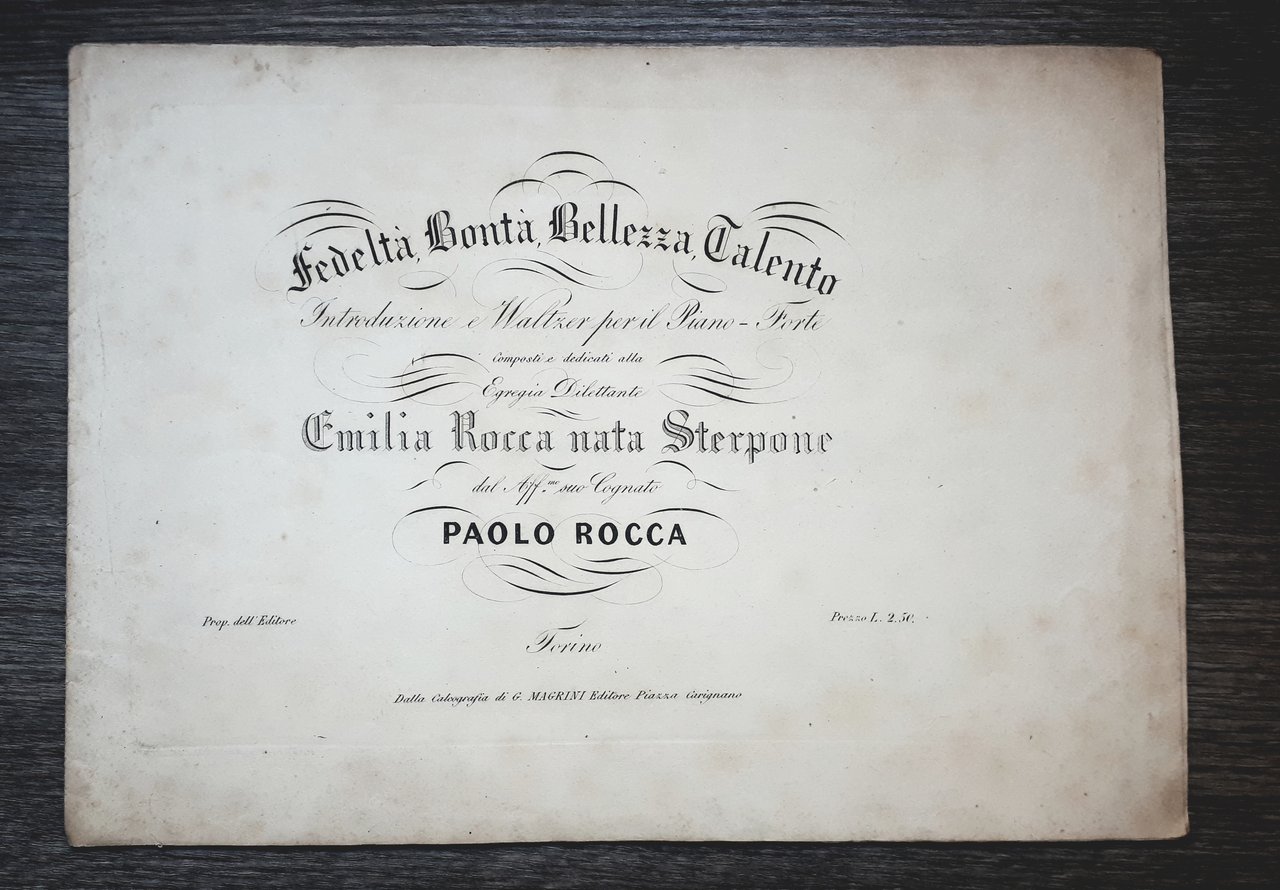 Fedeltà, Bontà, Bellezza, Talento
Introduzione e Waltzer per il Piano-Forte
Composti e dedicati alla
Egregia Dilettante
Emilia Rocca nata Sterpone
dal Aff.mo suo Cognato
PAOLO ROCCA
Prop. dell'Editore
Prezzo L. 2.50.
Torino
Dalla Calcografia di G. MAGRINI Editore Piazza Carignano